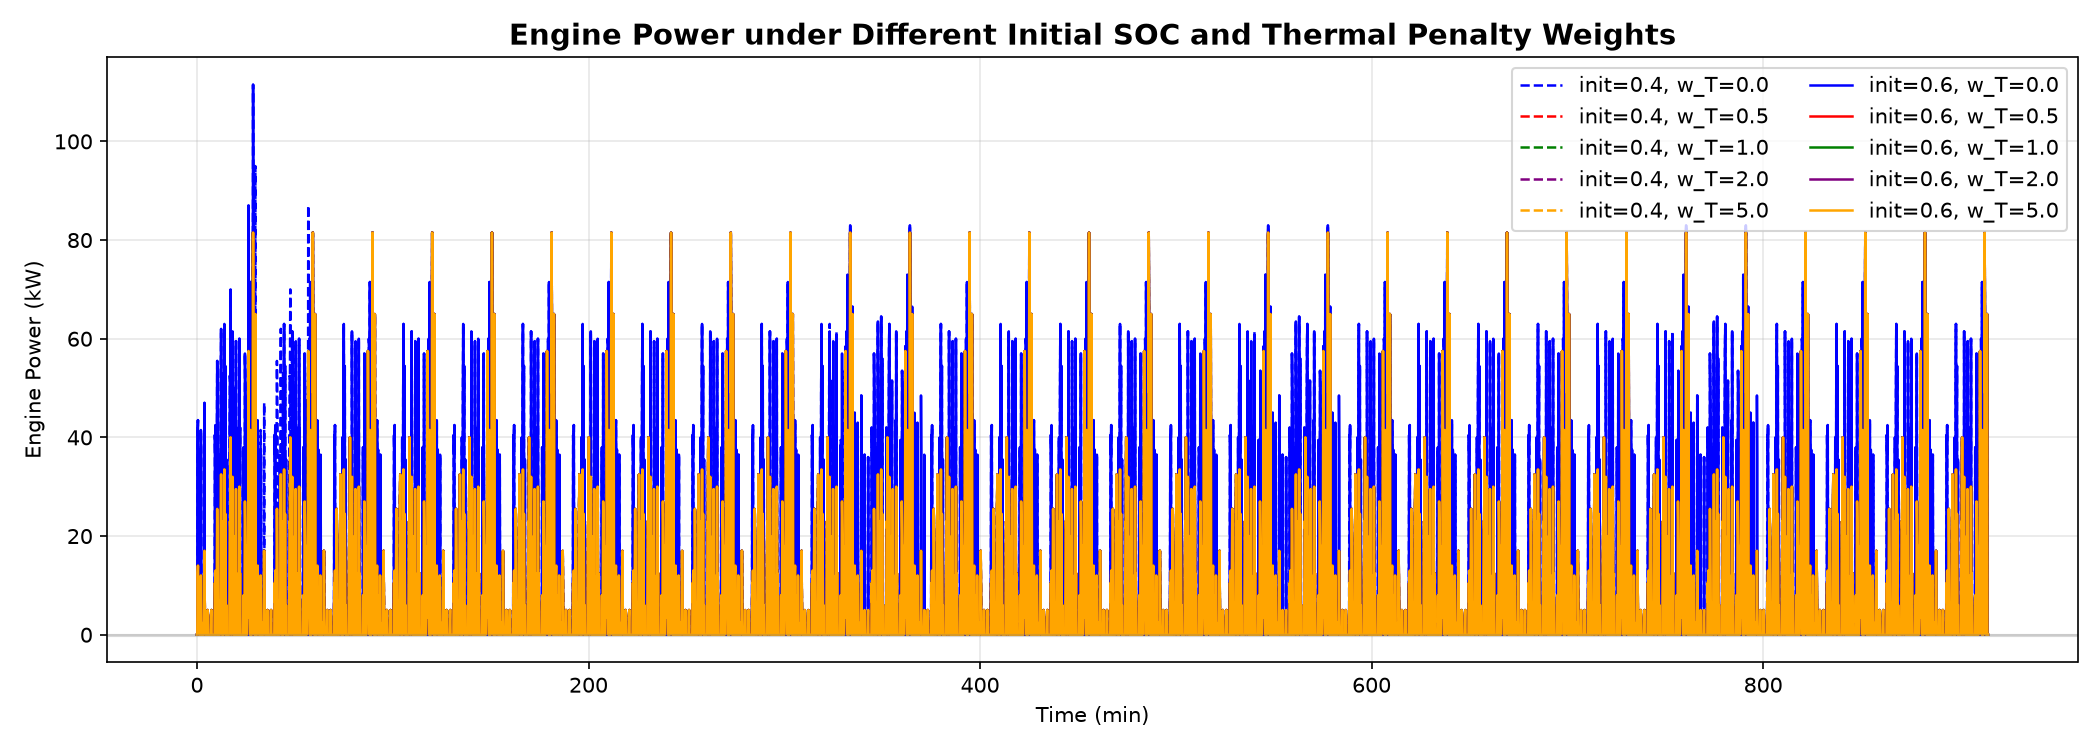 Engine Power under Different Initial SOC and Thermal Penalty Weights
init=0.4, w_T=0.0
init=0.4, w_T=0.5
init=0.4, w_T=1.0
init=0.4, w_T=2.0
init=0.4, w_T=5.0
init=0.6, w_T=0.0
init=0.6, w_T=0.5
init=0.6, w_T=1.0
init=0.6, w_T=2.0
init=0.6, w_T=5.0
Engine Power (kW)
100
80
60
40
20
0
0
200
400
600
800
Time (min)